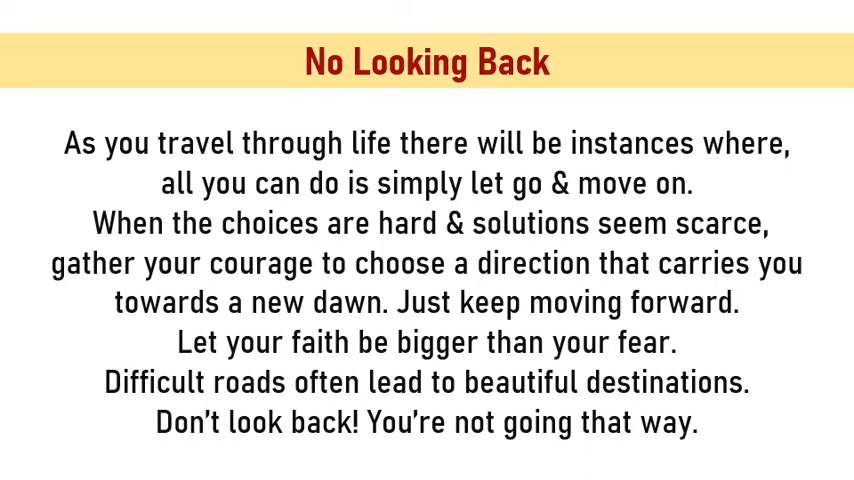 No Looking Back
As you travel through life there will be instances where,
all you can do is simply let go & move on.
When the choices are hard & solutions seem scarce,
gather your courage to choose a direction that carries you
towards a new dawn. Just keep moving forward.
Let your faith be bigger than your fear.
Difficult roads often lead to beautiful destinations.
Don’t look back! You’re not going that way.